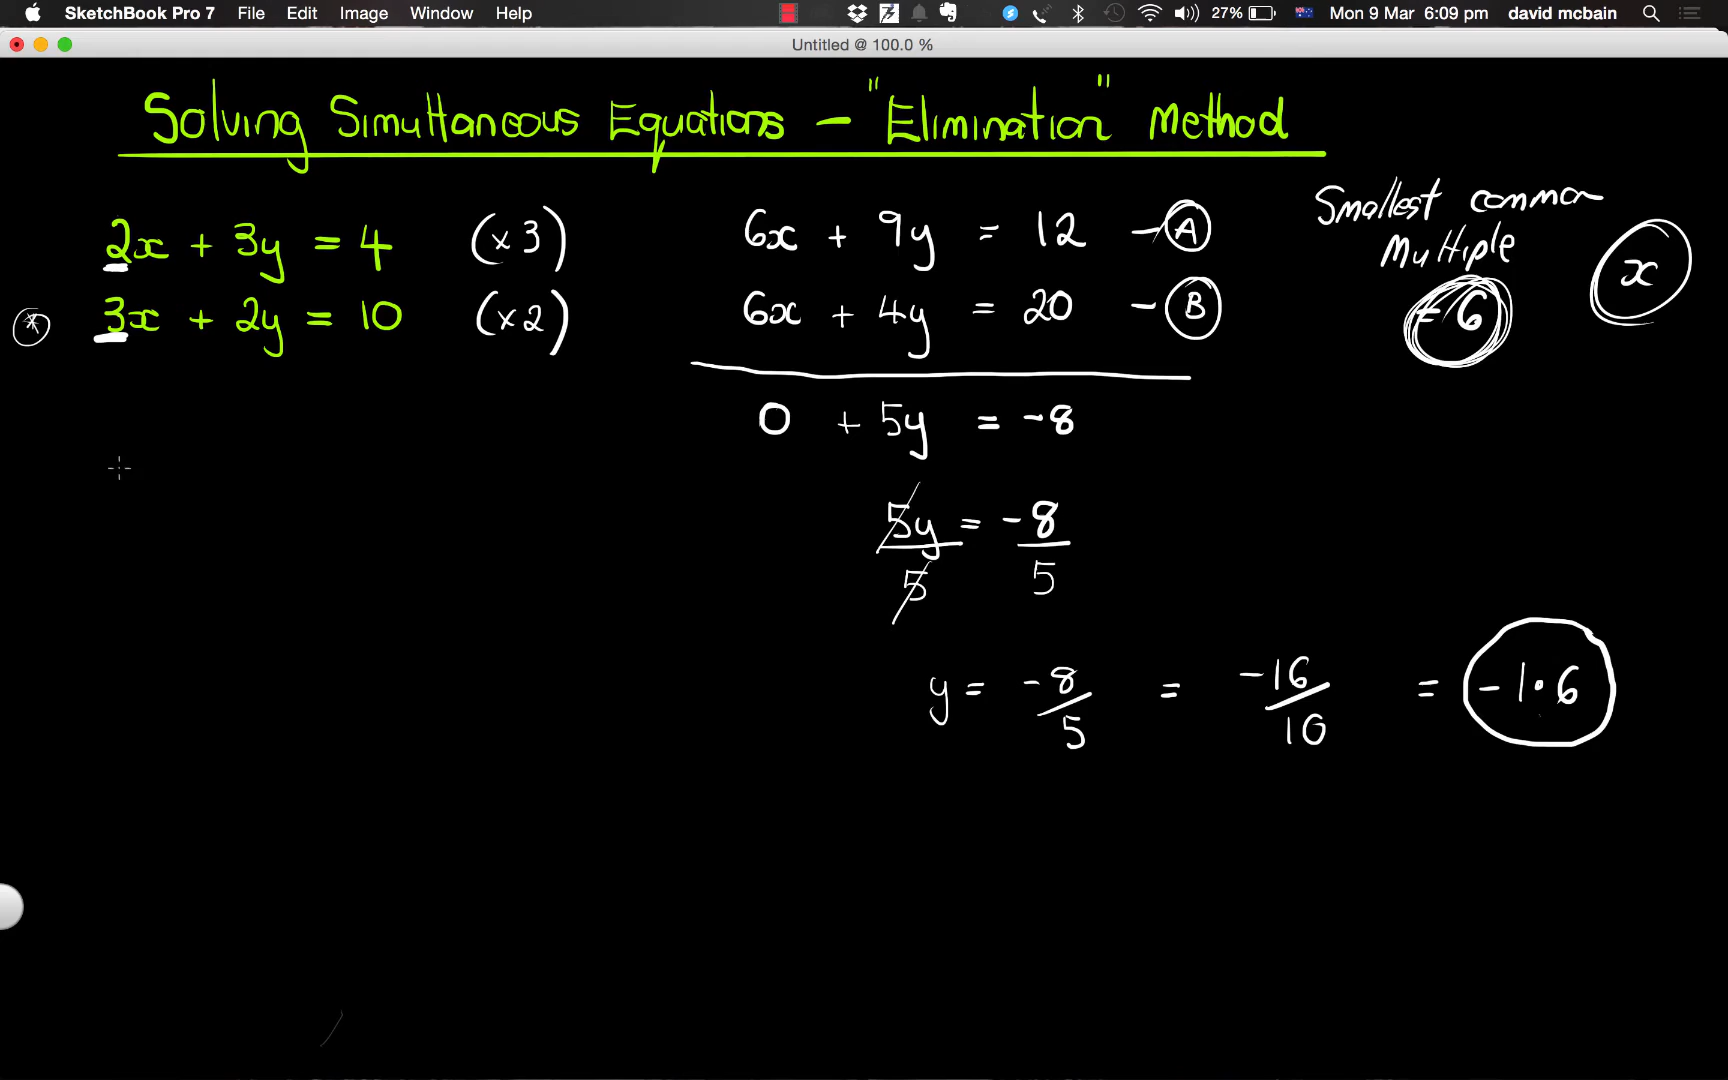 SketchBook Pro 7 File Edit Image Window Help 27% Mon 9 Mar 6:09 pm david mcbain
Untitled @ 100.0 %
Solving Simultaneous Equations - "Elimination" Method
2x + 3y = 4 (×3)
* 3x + 2y = 10 (×2)
6x + 9y = 12 - A
6x + 4y = 20 - B
0 + 5y = -8
5y/5 = -8/5
y = -8/5 = -16/10 = -1.6
Smallest common
Multiple
= 6
x